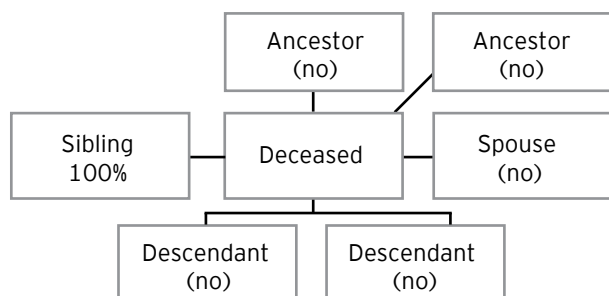 Ancestor
(no)
Ancestor
(no)
Sibling
100%
Deceased
Spouse
(no)
Descendant
(no)
Descendant
(no)